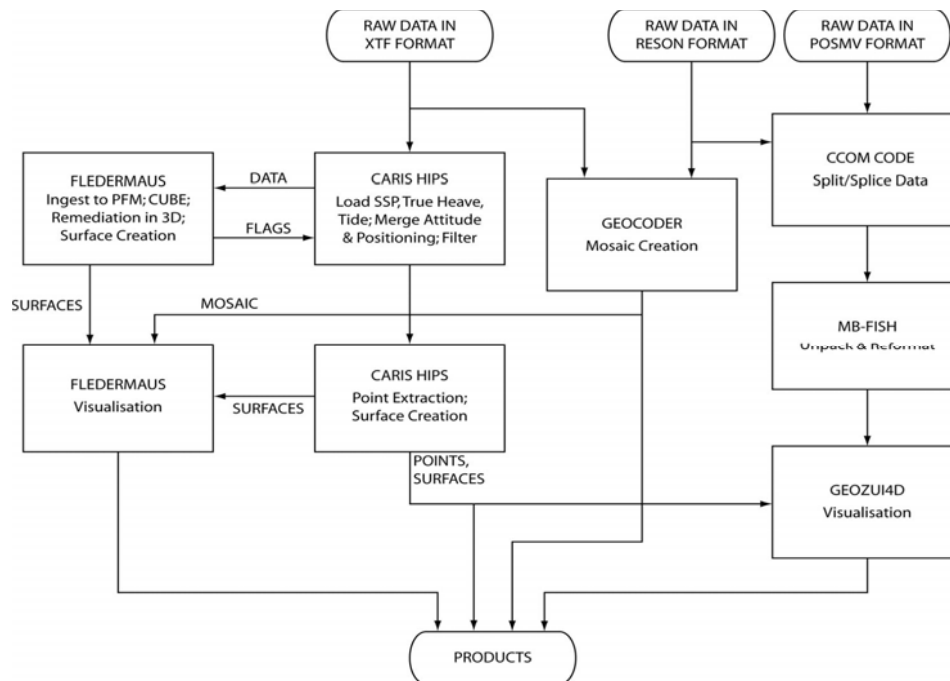 RAW DATA IN
XTF FORMAT
RAW DATA IN
RESON FORMAT
RAW DATA IN
POSMV FORMAT
FLEDERMAUS
Ingest to PFM; CUBE;
Remediation in 3D;
Surface Creation
DATA
FLAGS
CARIS HIPS
Load SSP, True Heave,
Tide; Merge Attitude
& Positioning; Filter
GEOCODER
Mosaic Creation
CCOM CODE
Split/Splice Data
SURFACES
MOSAIC
MB-FISH
Unpack & Reformat
FLEDERMAUS
Visualisation
SURFACES
CARIS HIPS
Point Extraction;
Surface Creation
POINTS,
SURFACES
GEOZUI4D
Visualisation
PRODUCTS